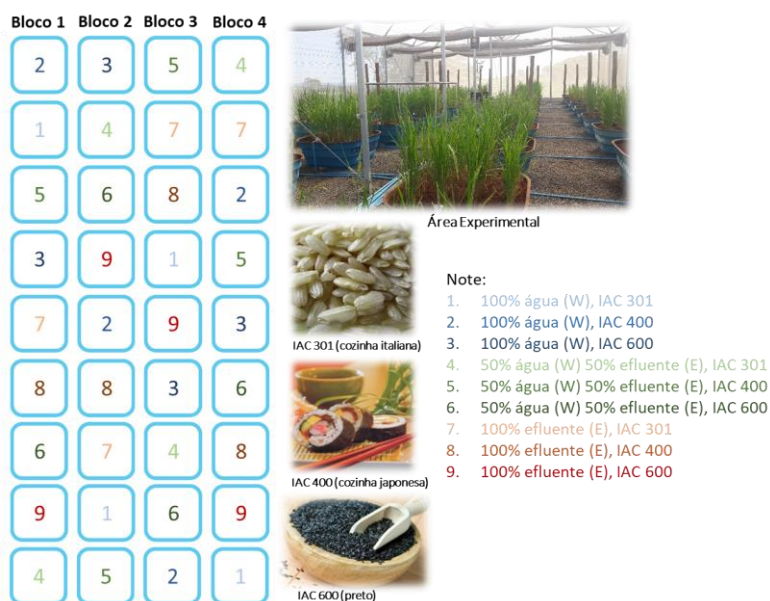 Bloco 1 Bloco 2 Bloco 3 Bloco 4
2 3 5 4
1 4 7 7
5 6 8 2
3 9 1 5
7 2 9 3
8 8 3 6
6 7 4 8
9 1 6 9
4 5 2 1
Área Experimental
IAC 301 (cozinha italiana)
IAC 400 (cozinha japonesa)
IAC 600 (preto)
Note:
1. 100% água (W), IAC 301
2. 100% água (W), IAC 400
3. 100% água (W), IAC 600
4. 50% água (W) 50% efluente (E), IAC 301
5. 50% água (W) 50% efluente (E), IAC 400
6. 50% água (W) 50% efluente (E), IAC 600
7. 100% efluente (E), IAC 301
8. 100% efluente (E), IAC 400
9. 100% efluente (E), IAC 600